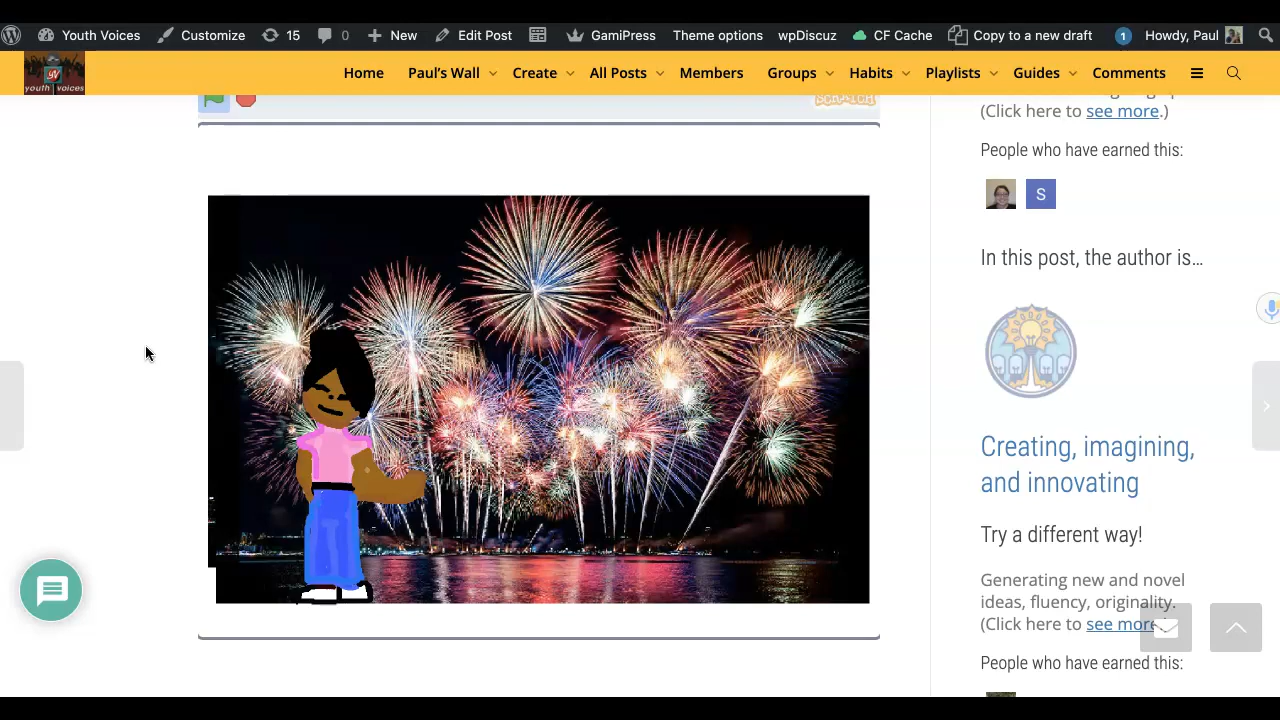 Youth Voices Customize 15 0 New Edit Post GamiPress Theme options wpDiscuz CF Cache Copy to a new draft 1 Howdy, Paul
youth voices
Home Paul's Wall Create All Posts Members Groups Habits Playlists Guides Comments
SCRATCH
(Click here to see more.)
People who have earned this:
S
In this post, the author is...
Creating, imagining,
and innovating
Try a different way!
Generating new and novel
ideas, fluency, originality.
(Click here to see more.)
People who have earned this: